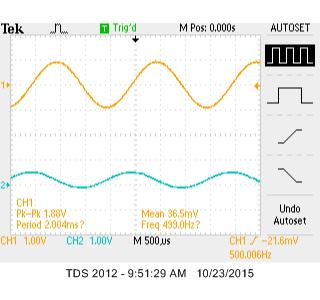 Tek T Trig'd M Pos: 0.000s AUTOSET
1
2
CH1
Pk-Pk 1.88V Mean 36.5mV
Period 2.004ms? Freq 499.0Hz?
Undo
Autoset
CH1 1.00V CH2 1.00V M 500µs CH1 / -21.6mV
500.006Hz
TDS 2012 - 9:51:29 AM 10/23/2015